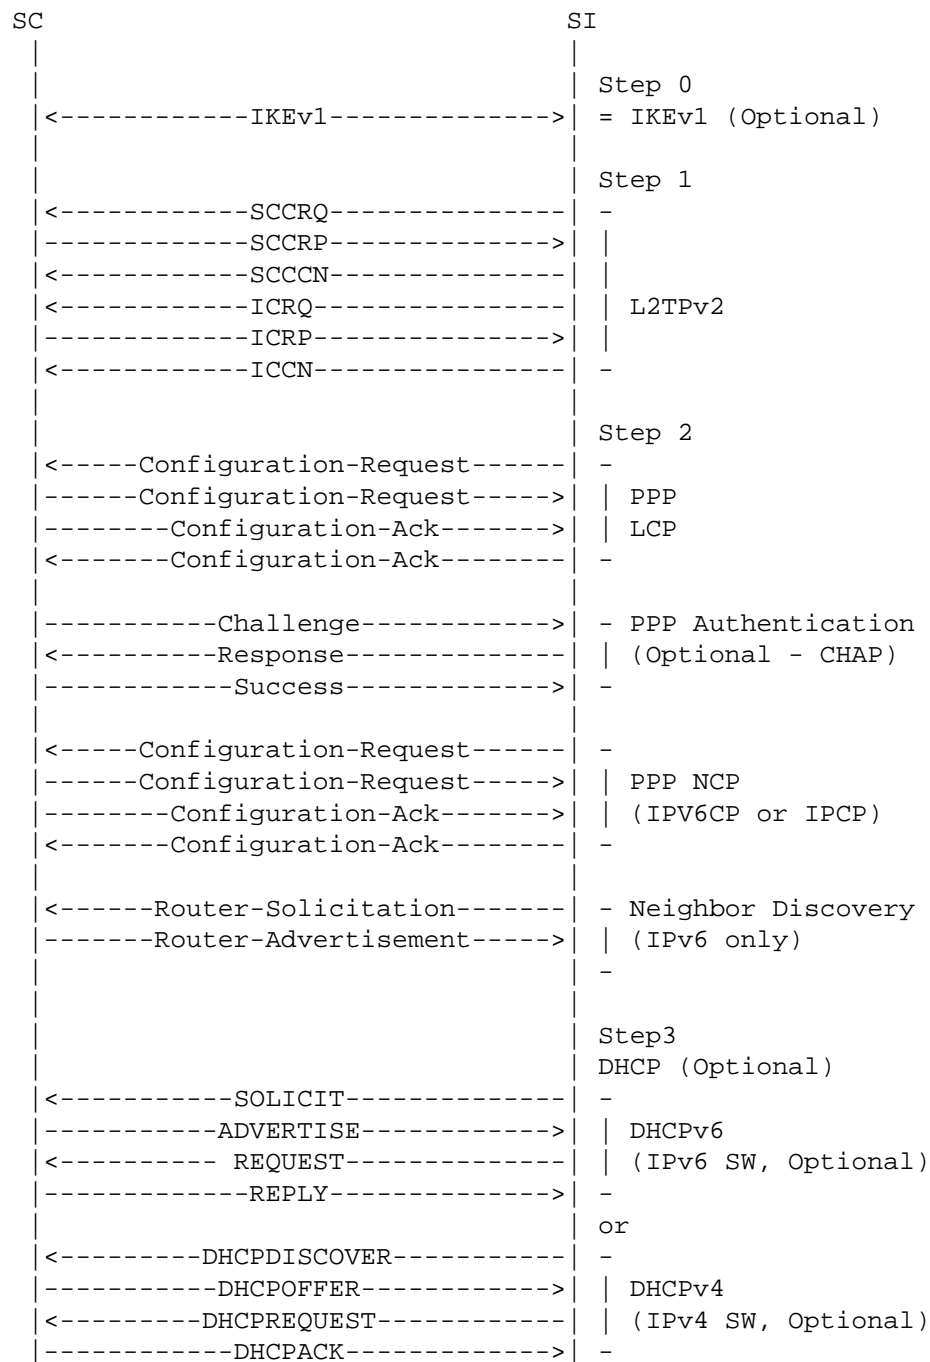 SC                                 SI
 |                                 |
 |                                 | Step 0
 |<------------IKEv1-------------->| = IKEv1 (Optional)
 |                                 |
 |                                 | Step 1
 |<------------SCCRQ---------------| -
 |-------------SCCRP-------------->| |
 |<------------SCCCN---------------| |
 |<------------ICRQ----------------| | L2TPv2
 |-------------ICRP--------------->| |
 |<------------ICCN----------------| -
 |                                 |
 |                                 | Step 2
 |<-----Configuration-Request------| -
 |------Configuration-Request----->| | PPP
 |--------Configuration-Ack------->| | LCP
 |<-------Configuration-Ack--------| -
 |                                 |
 |-----------Challenge------------>| - PPP Authentication
 |<----------Response--------------| | (Optional - CHAP)
 |------------Success------------->| -
 |                                 |
 |<-----Configuration-Request------| -
 |------Configuration-Request----->| | PPP NCP
 |--------Configuration-Ack------->| | (IPV6CP or IPCP)
 |<-------Configuration-Ack--------| -
 |                                 |
 |<------Router-Solicitation-------| - Neighbor Discovery
 |-------Router-Advertisement----->| | (IPv6 only)
 |                                 | -
 |                                 |
 |                                 | Step3
 |                                 | DHCP (Optional)
 |<-----------SOLICIT--------------| -
 |-----------ADVERTISE------------>| | DHCPv6
 |<---------- REQUEST--------------| | (IPv6 SW, Optional)
 |-------------REPLY-------------->| -
 |                                 | or
 |<---------DHCPDISCOVER-----------| -
 |-----------DHCPOFFER------------>| | DHCPv4
 |<---------DHCPREQUEST------------| | (IPv4 SW, Optional)
 |------------DHCPACK------------->| -